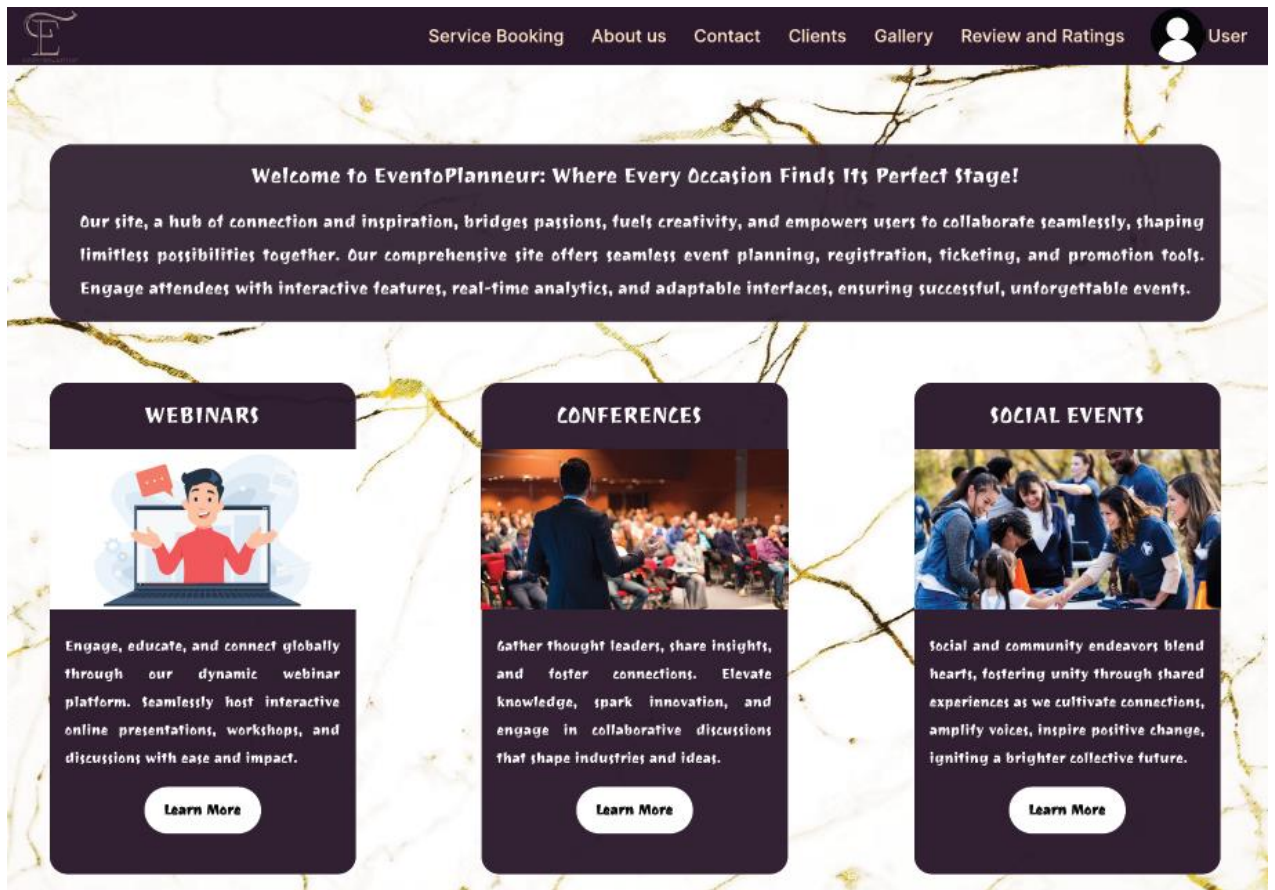 E
Service Booking About us Contact Clients Gallery Review and Ratings User
Welcome to EventoPlanneur: Where Every Occasion Finds Its Perfect Stage!
Our site, a hub of connection and inspiration, bridges passions, fuels creativity, and empowers users to collaborate seamlessly, shaping
limitless possibilities together. Our comprehensive site offers seamless event planning, registration, ticketing, and promotion tools.
Engage attendees with interactive features, real-time analytics, and adaptable interfaces, ensuring successful, unforgettable events.
WEBINARS
Engage, educate, and connect globally
through our dynamic webinar
platform. Seamlessly host interactive
online presentations, workshops, and
discussions with ease and impact.
Learn More
CONFERENCES
Gather thought leaders, share insights,
and foster connections. Elevate
knowledge, spark innovation, and
engage in collaborative discussions
that shape industries and ideas.
Learn More
SOCIAL EVENTS
Social and community endeavors blend
hearts, fostering unity through shared
experiences as we cultivate connections,
amplify voices, inspire positive change,
igniting a brighter collective future.
Learn More